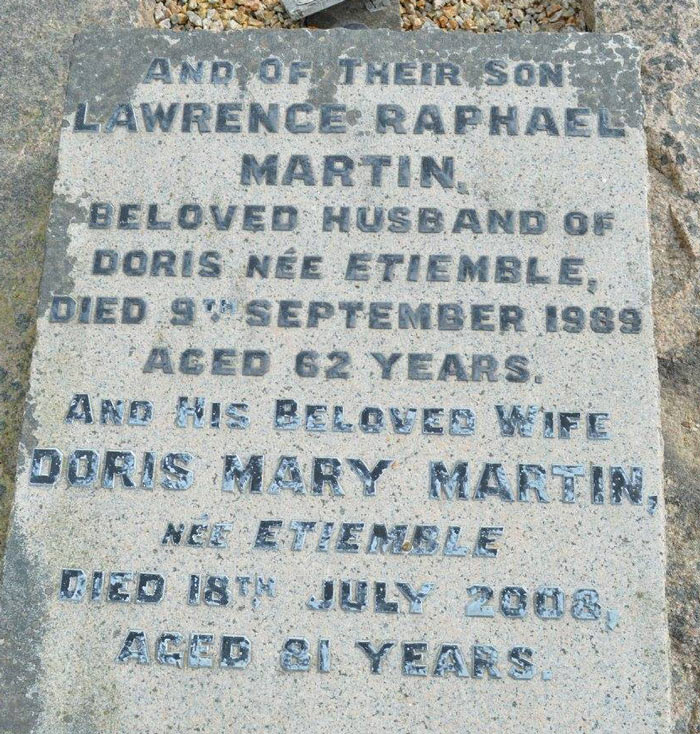 And Of Their Son
LAWRENCE RAPHAEL
MARTIN.
BELOVED HUSBAND OF
DORIS NÉE ETIEMBLE,
DIED 9TH SEPTEMBER 1989
AGED 62 YEARS.
And His Beloved Wife
DORIS MARY MARTIN,
NÉE ETIEMBLE
DIED 18TH JULY 2008,
AGED 81 YEARS.